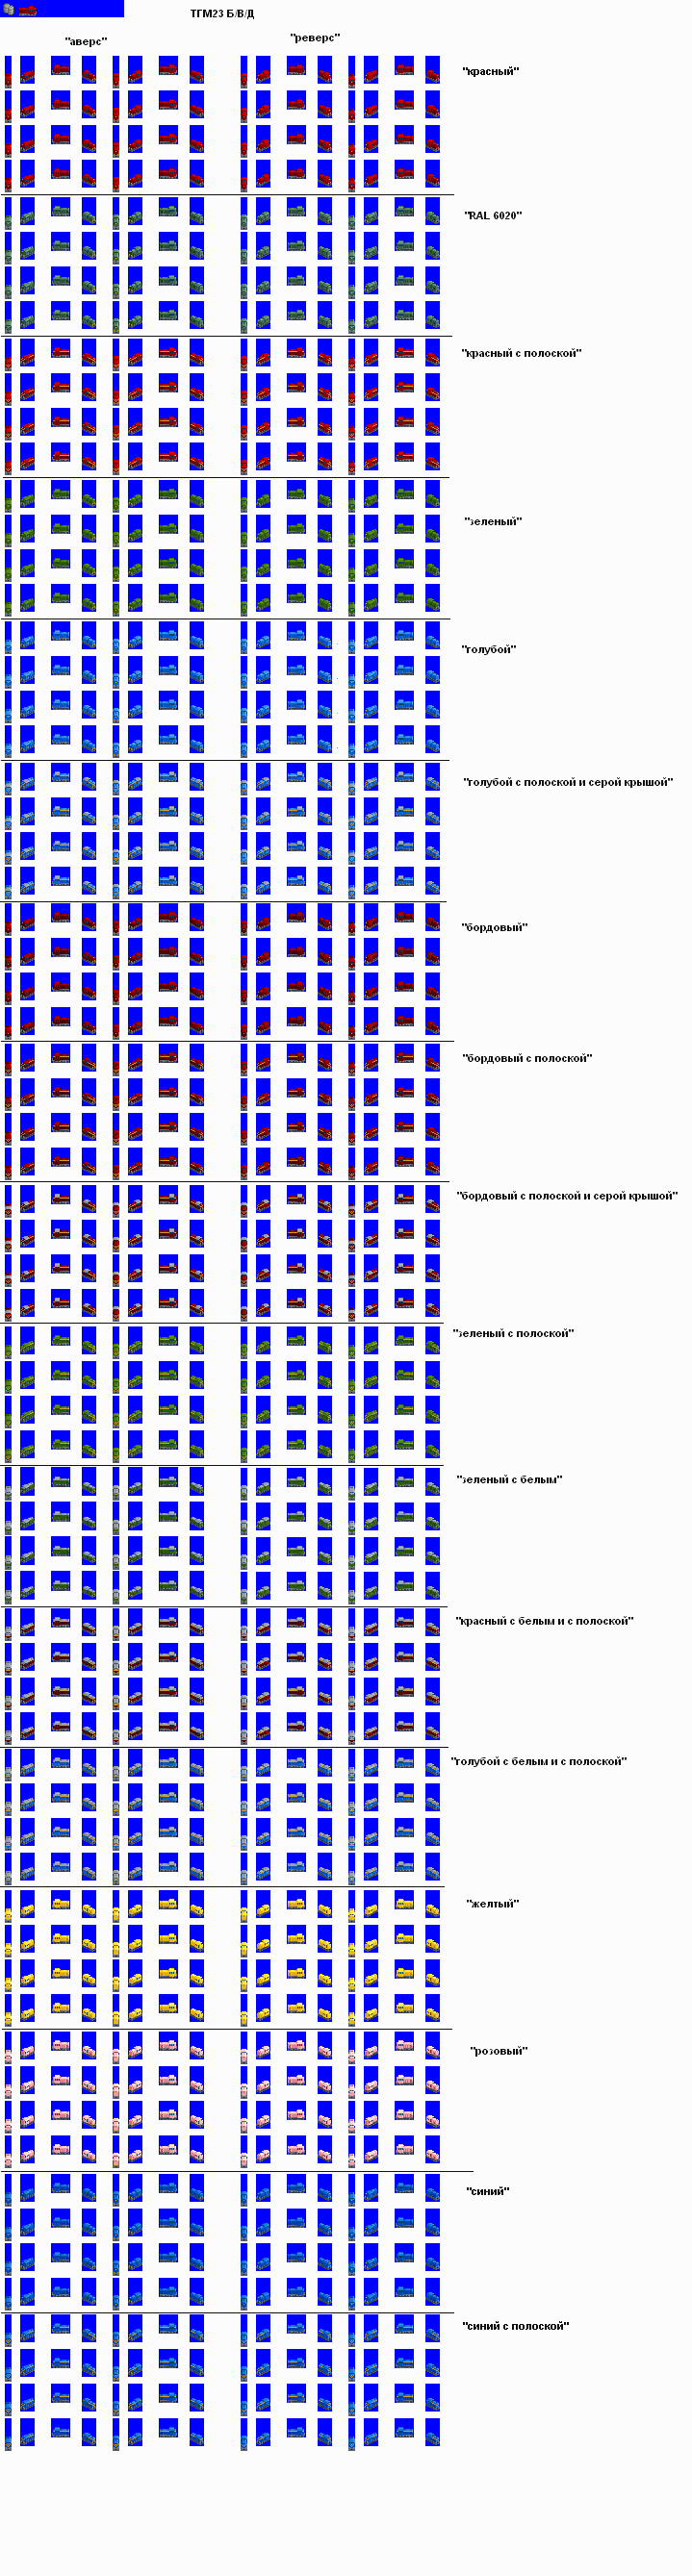 ТГМ23 Б/В/Д
"аверс"
"реверс"
"красный"
"RAL 6020"
"красный с полоской"
"зеленый"
"голубой"
"голубой с полоской и серой крышой"
"бордовый"
"бордовый с полоской"
"бордовый с полоской и серой крышой"
"зеленый с полоской"
"зеленый с белым"
"красный с белым и с полоской"
"голубой с белым и с полоской"
"желтый"
"розовый"
"синий"
"синий с полоской"